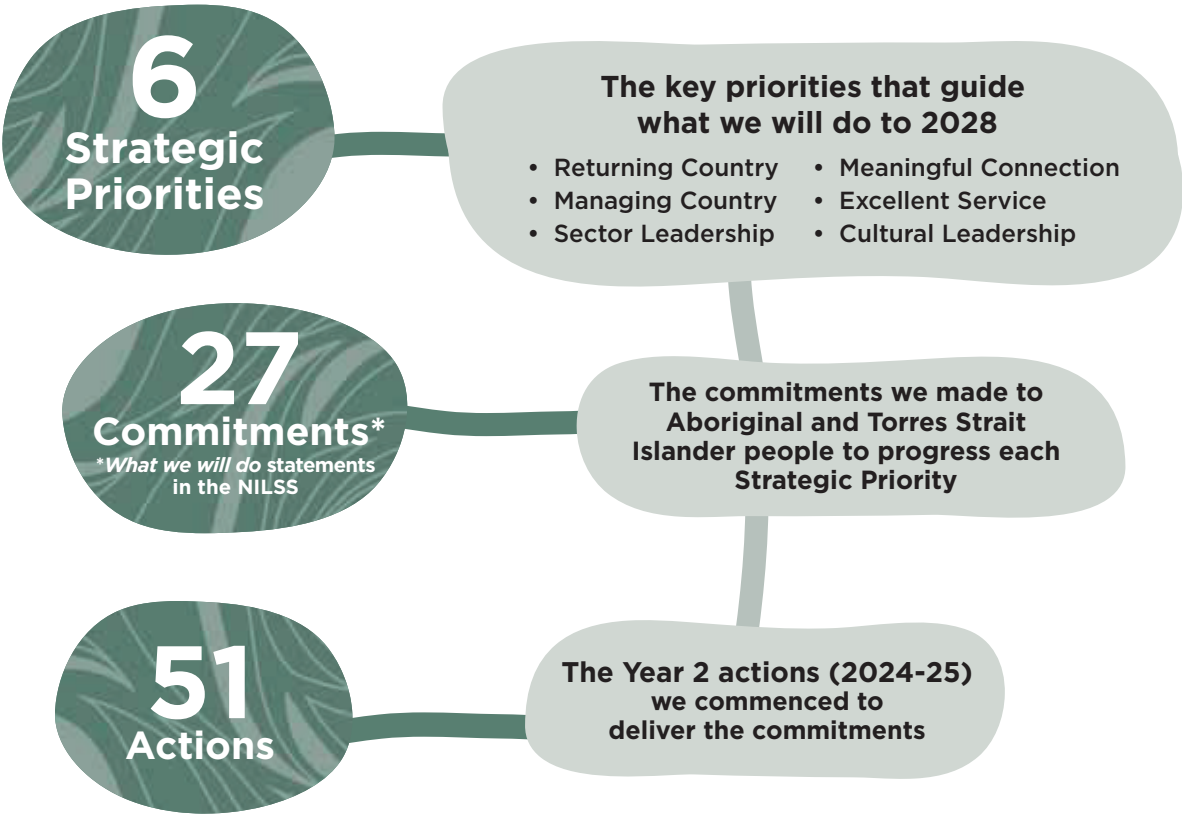 6
Strategic
Priorities
The key priorities that guide
what we will do to 2028
• Returning Country
• Managing Country
• Sector Leadership
• Meaningful Connection
• Excellent Service
• Cultural Leadership
27
Commitments*
*What we will do statements
in the NILSS
The commitments we made to
Aboriginal and Torres Strait
Islander people to progress each
Strategic Priority
51
Actions
The Year 2 actions (2024-25)
we commenced to
deliver the commitments